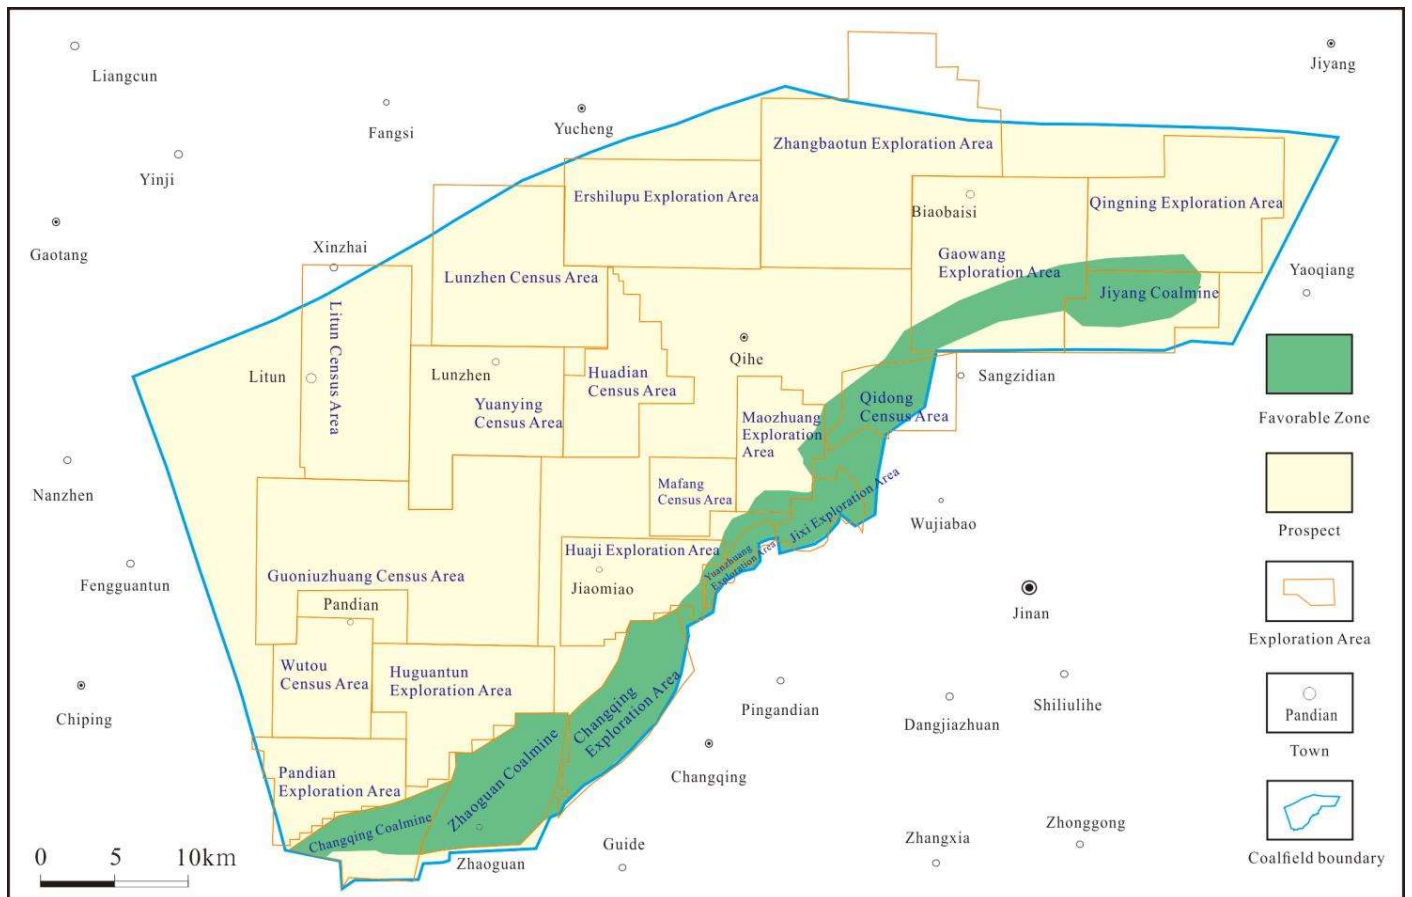 Liangcun
Jiyang
Fangsi
Yucheng
Zhangbaotun Exploration Area
Yinji
Ershilupu Exploration Area
Biaobaisi
Qingning Exploration Area
Gaotang
Xinzhai
Lunzhen Census Area
Gaowang
Exploration Area
Yaoqiang
Jiyang Coalmine
Litun Census Area
Litun
Lunzhen
Huadian
Census Area
Qihe
Sangzidian
Yuanying
Census Area
Maozhuang
Exploration
Area
Qidong
Census Area
Favorable Zone
Nanzhen
Mafang
Census Area
Jixi Exploration Area
Wujiabao
Prospect
Huaji Exploration Area
Yuanzhuang
Exploration Area
Fengguantun
Guoniuzhuang Census Area
Jiaomiao
Pandian
Jinan
Exploration Area
Wutou
Census Area
Huguantun
Exploration Area
Changqing
Exploration Area
Chiping
Pingandian
Dangjiazhuan
Shiliulihe
Pandian
Town
Pandian
Exploration Area
Zhaoguan Coalmine
Changqing
Changqing Coalmine
Zhaoguan
Guide
Zhangxia
Zhonggong
Coalfield boundary
0 5 10km